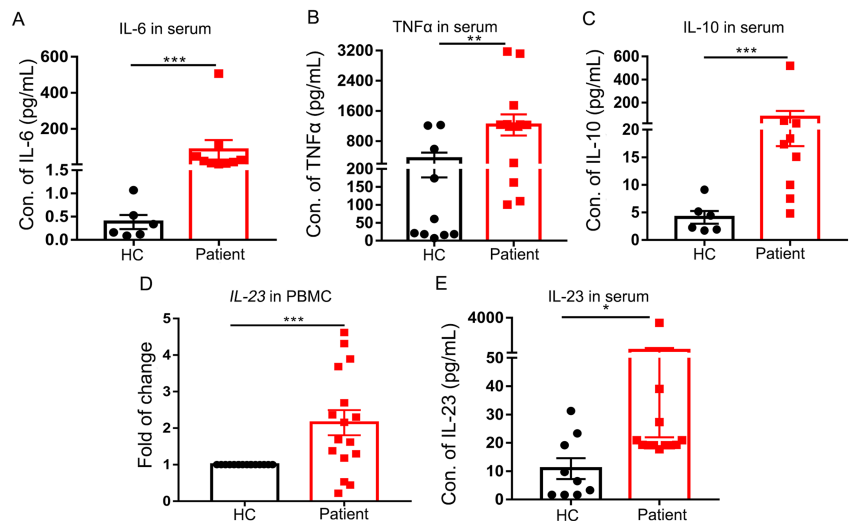 A
IL-6 in serum
***
Con. of IL-6 (pg/mL)
600
400
200
1.5
1.0
0.5
0.0
HC
Patient
B
TNFα in serum
**
Con. of TNFα (pg/mL)
3200
2400
1600
800
200
150
100
50
0
HC
Patient
C
IL-10 in serum
***
Con. of IL-10 (pg/mL)
600
400
200
20
15
10
5
0
HC
Patient
D
IL-23 in PBMC
***
Fold of change
5
4
3
2
1
0
HC
Patient
E
IL-23 in serum
*
Con. of IL-23 (pg/mL)
4000
50
40
30
20
10
0
HC
Patient